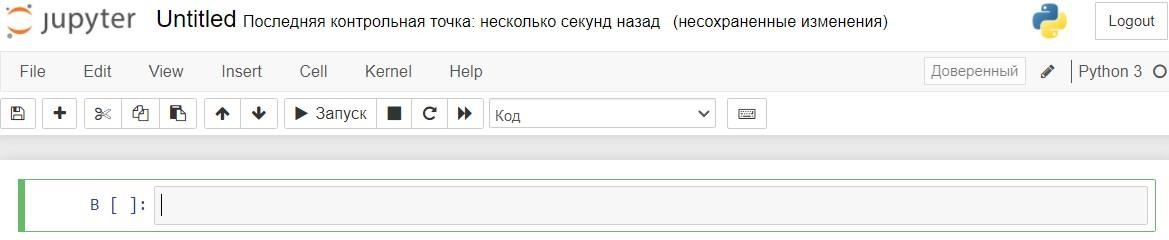 jupyter Untitled Последняя контрольная точка: несколько секунд назад (несохраненные изменения) Logout
File Edit View Insert Cell Kernel Help Доверенный Python 3
Запуск Код
В [ ]: